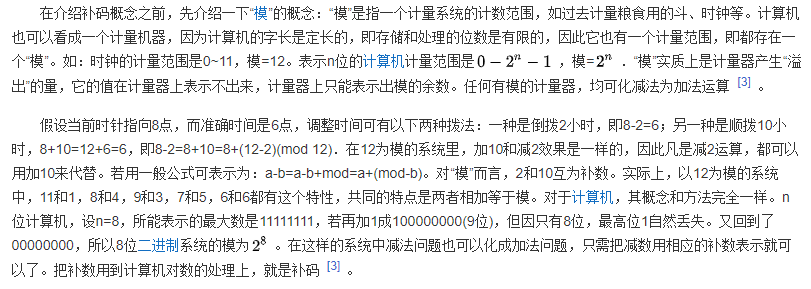 在介绍补码概念之前，先介绍一下“模”的概念：“模”是指一个计量系统的计数范围，如过去计量粮食用的斗、时钟等。计算机
也可以看成一个计量机器，因为计算机的字长是定长的，即存储和处理的位数是有限的，因此它也有一个计量范围，即都存在一
个“模”。如：时钟的计量范围是0~11，模=12。表示n位的计算机计量范围是0−2ⁿ−1，模=2ⁿ．“模”实质上是计量器产生“溢
出”的量，它的值在计量器上表示不出来，计量器上只能表示出模的余数。任何有模的计量器，均可化减法为加法运算 [3] 。
假设当前时针指向8点，而准确时间是6点，调整时间可有以下两种拨法：一种是倒拨2小时，即8-2=6；另一种是顺拨10小
时，8+10=12+6=6，即8-2=8+10=8+(12-2)(mod 12)．在12为模的系统里，加10和减2效果是一样的，因此凡是减2运算，都可以
用加10来代替。若用一般公式可表示为：a-b=a-b+mod=a+(mod-b)。对“模”而言，2和10互为补数。实际上，以12为模的系统
中，11和1，8和4，9和3，7和5，6和6都有这个特性，共同的特点是两者相加等于模。对于计算机，其概念和方法完全一样。n
位计算机，设n=8，所能表示的最大数是11111111，若再加1成100000000(9位)，但因只有8位，最高位1自然丢失。又回到了
00000000，所以8位二进制系统的模为2⁸ 。在这样的系统中减法问题也可以化成加法问题，只需把减数用相应的补数表示就可
以了。把补数用到计算机对数的处理上，就是补码 [3] 。